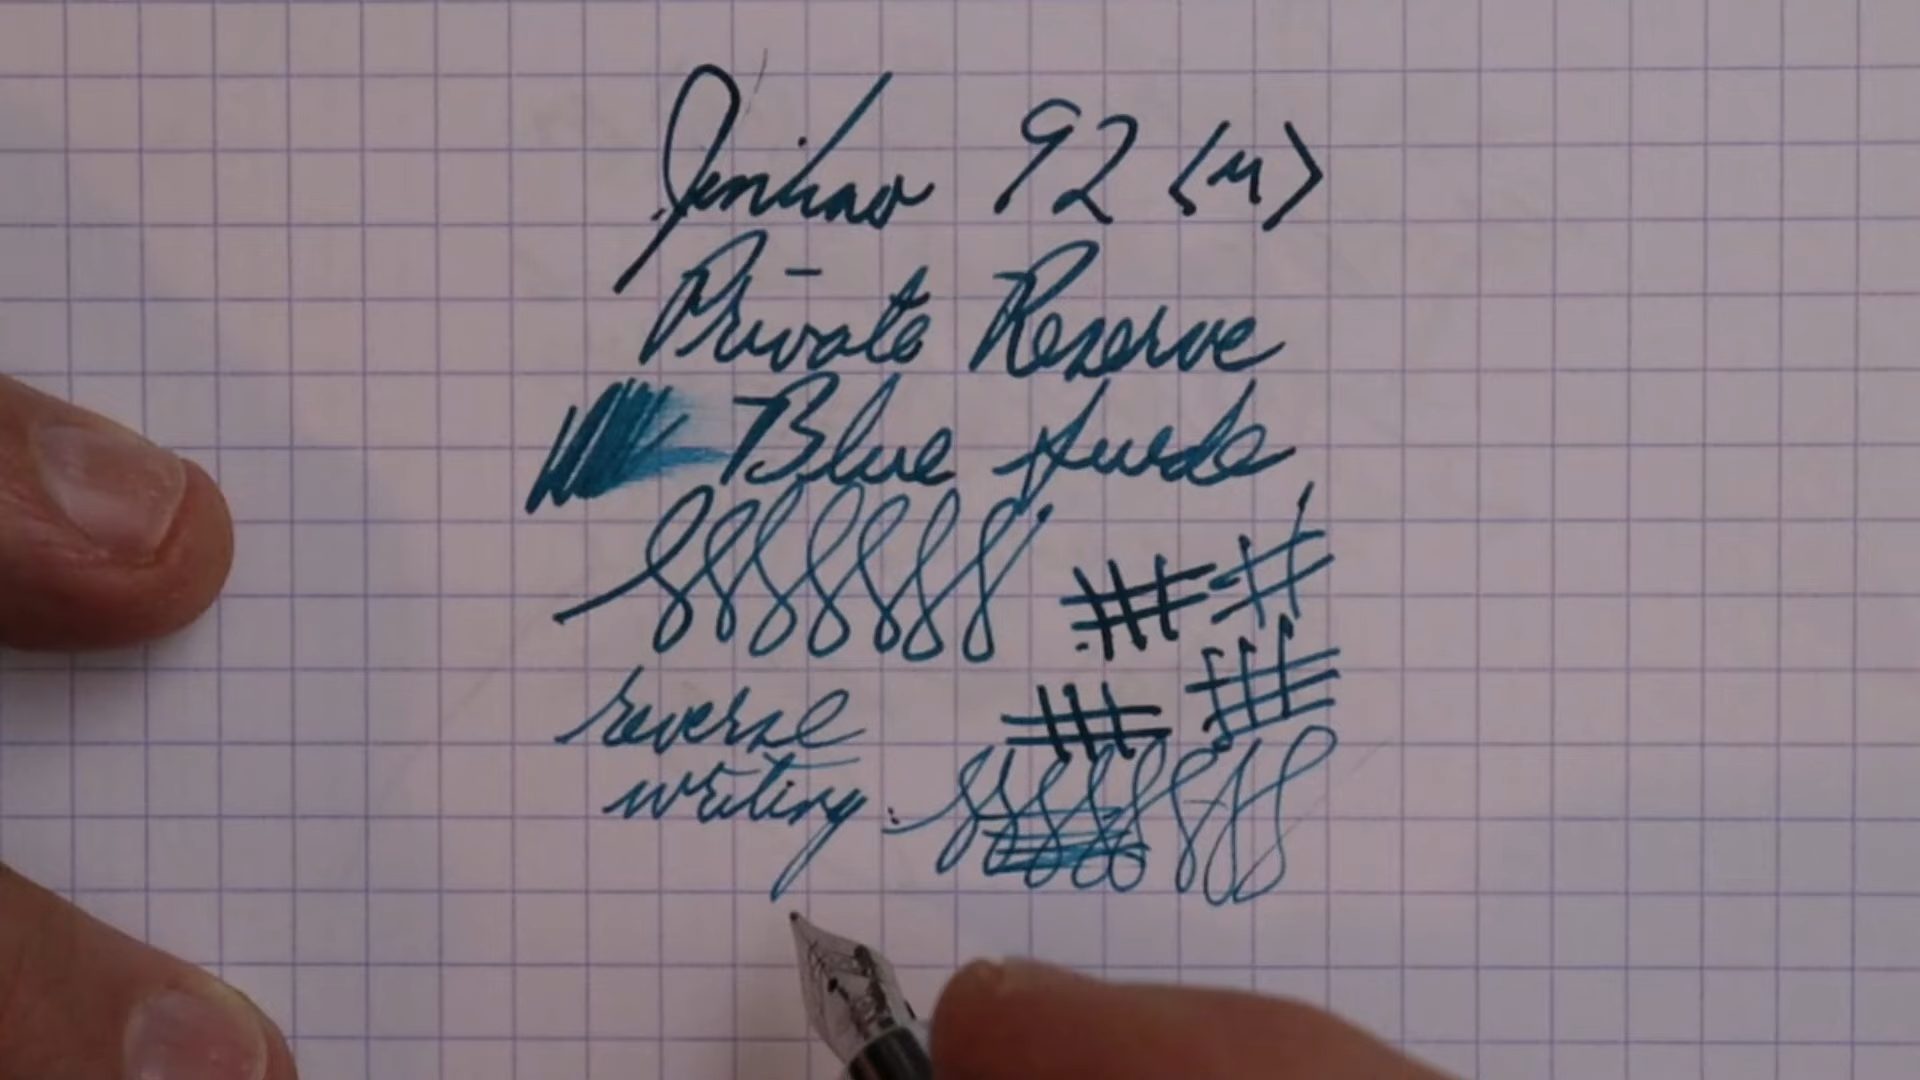 Jinhao 92 <M>
Private Reserve
Blue Suede
reverse
writing: